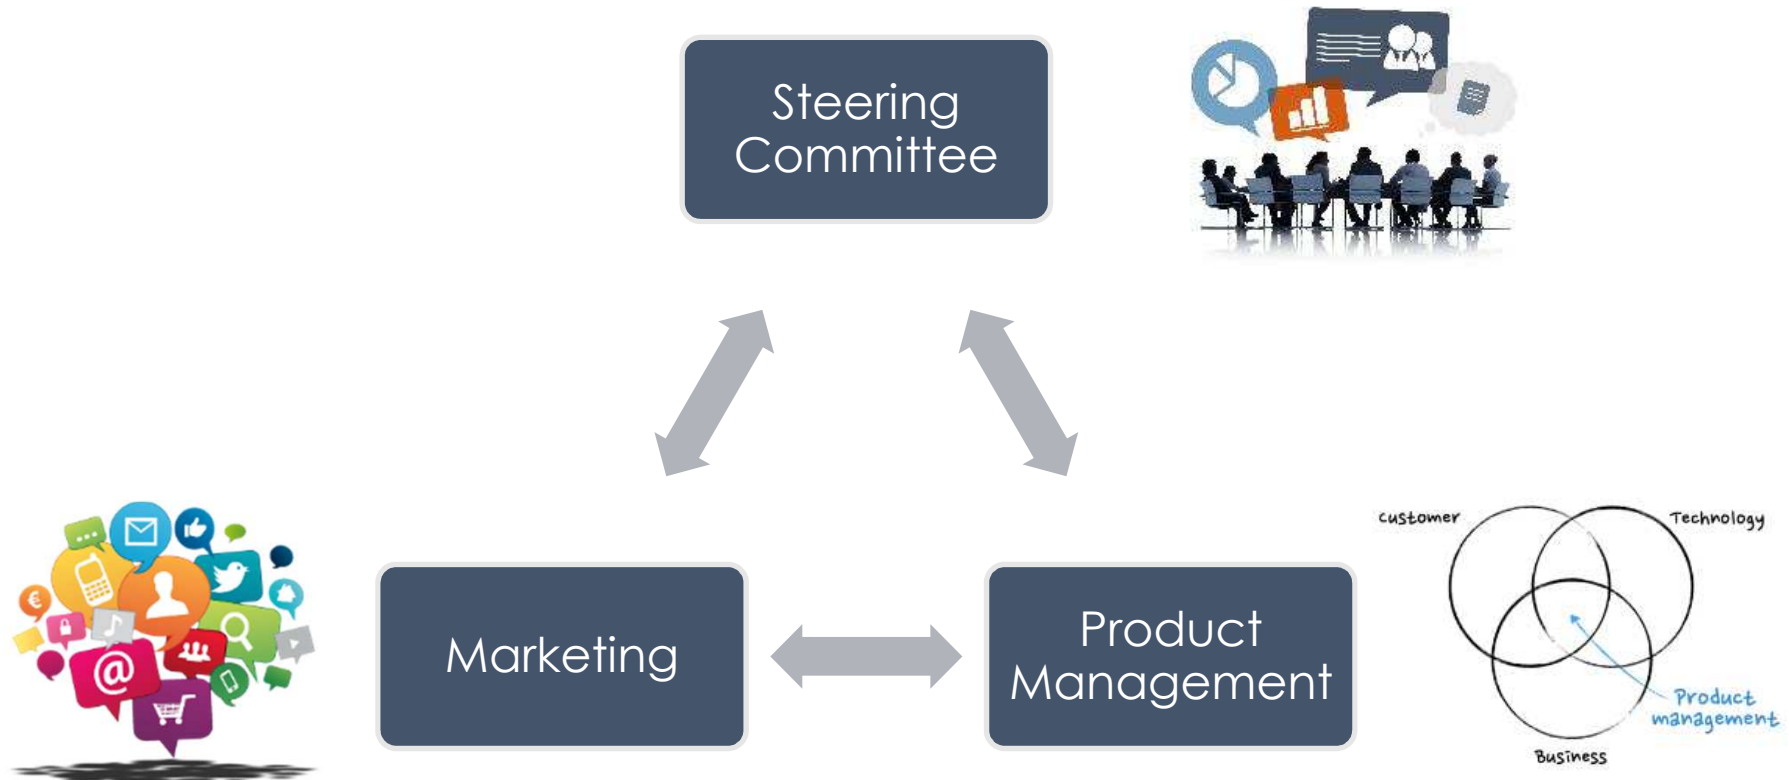 Steering
Committee
Marketing
Product
Management
customer
Technology
Product
management
Business
@
€